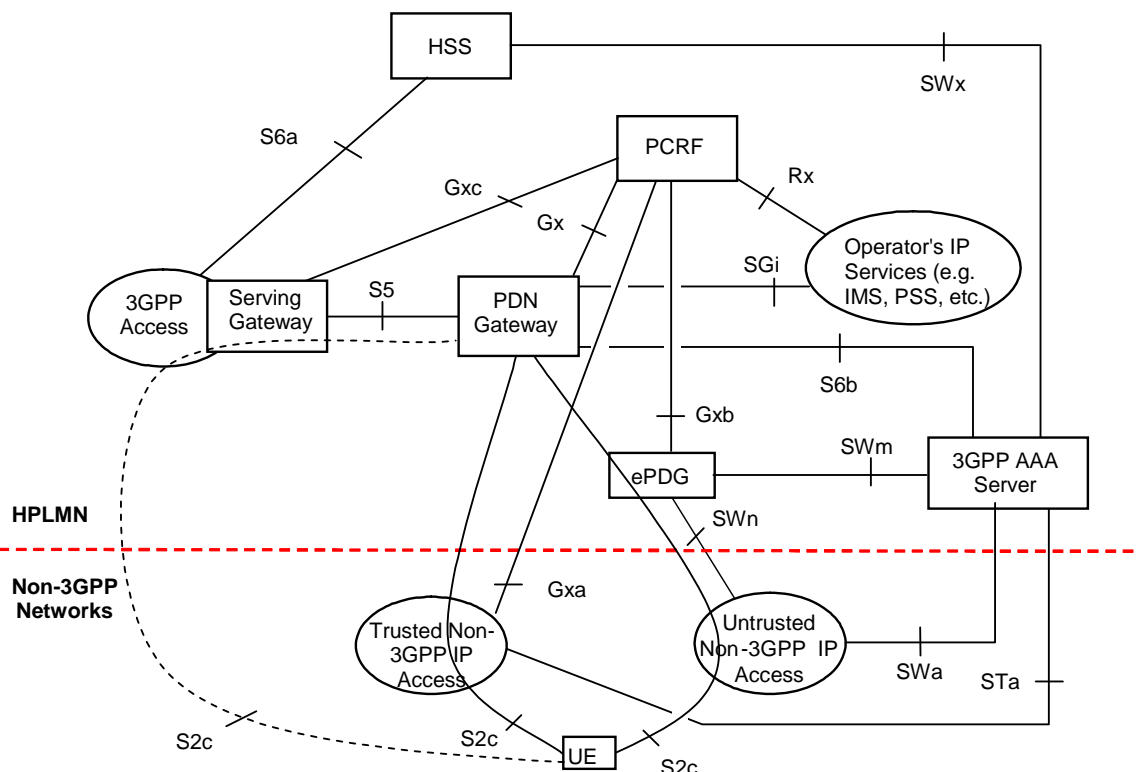 HSS
SWx
S6a
PCRF
Rx
Gxc
Gx
Operator's IP
Services (e.g.
IMS, PSS, etc.)
SGi
3GPP
Access
Serving
Gateway
S5
PDN
Gateway
S6b
Gxb
SWm
3GPP AAA
Server
ePDG
HPLMN
SWn
Non-3GPP
Networks
Gxa
Trusted Non-
3GPP IP
Access
Untrusted
Non-3GPP IP
Access
SWa
STa
S2c
S2c
UE
S2c